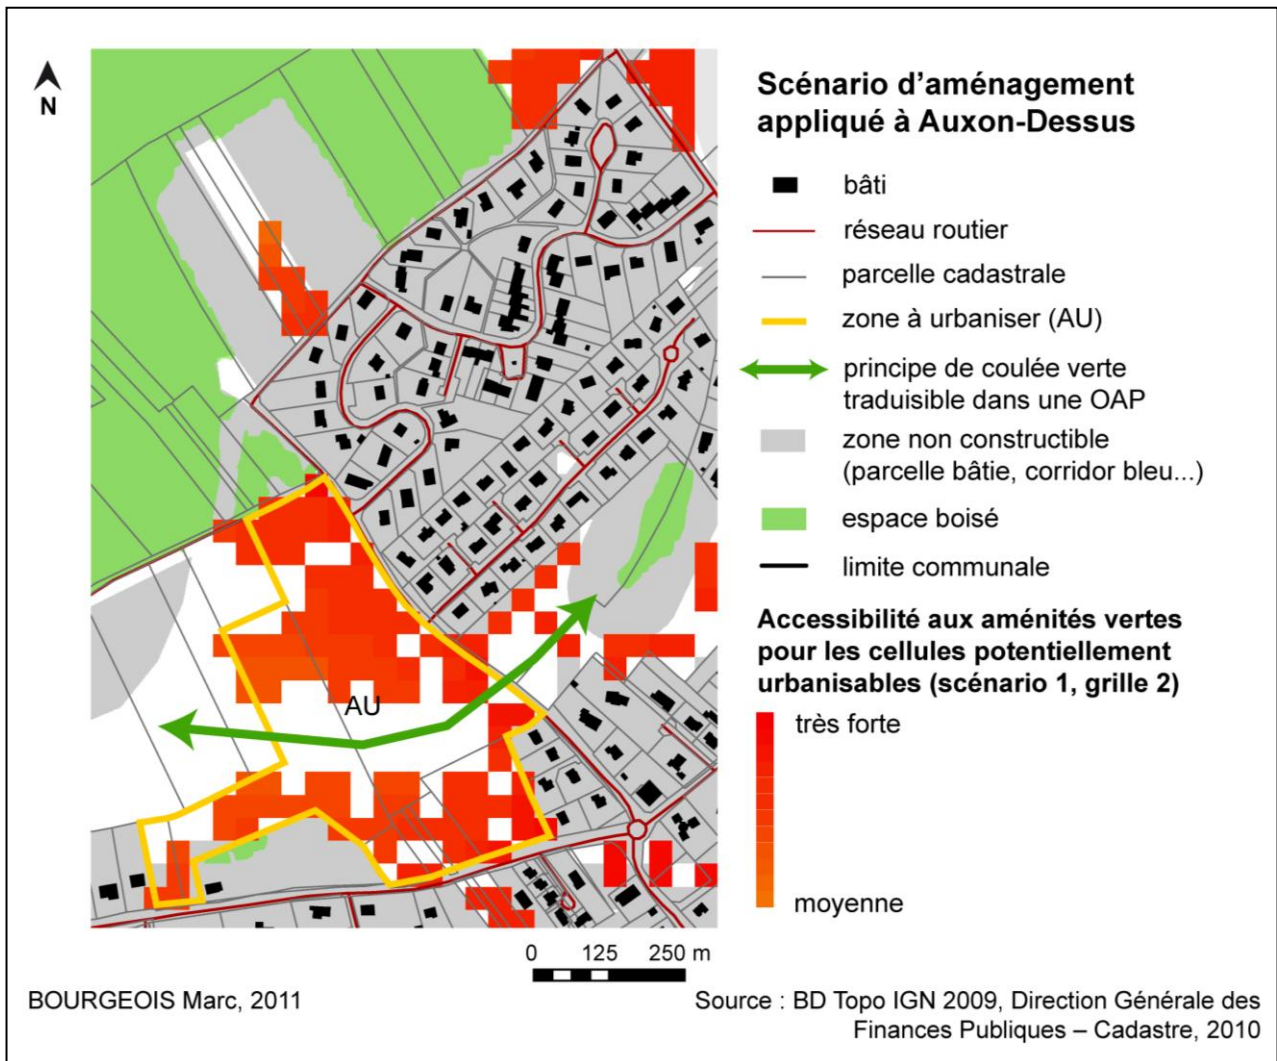 N
Scénario d'aménagement
appliqué à Auxon-Dessus
bâti
réseau routier
parcelle cadastrale
zone à urbaniser (AU)
principe de coulée verte
traduisible dans une OAP
zone non constructible
(parcelle bâtie, corridor bleu...)
espace boisé
limite communale
Accessibilité aux aménités vertes
pour les cellules potentiellement
urbanisables (scénario 1, grille 2)
très forte
moyenne
AU
0 125 250 m
BOURGEOIS Marc, 2011
Source : BD Topo IGN 2009, Direction Générale des
Finances Publiques – Cadastre, 2010